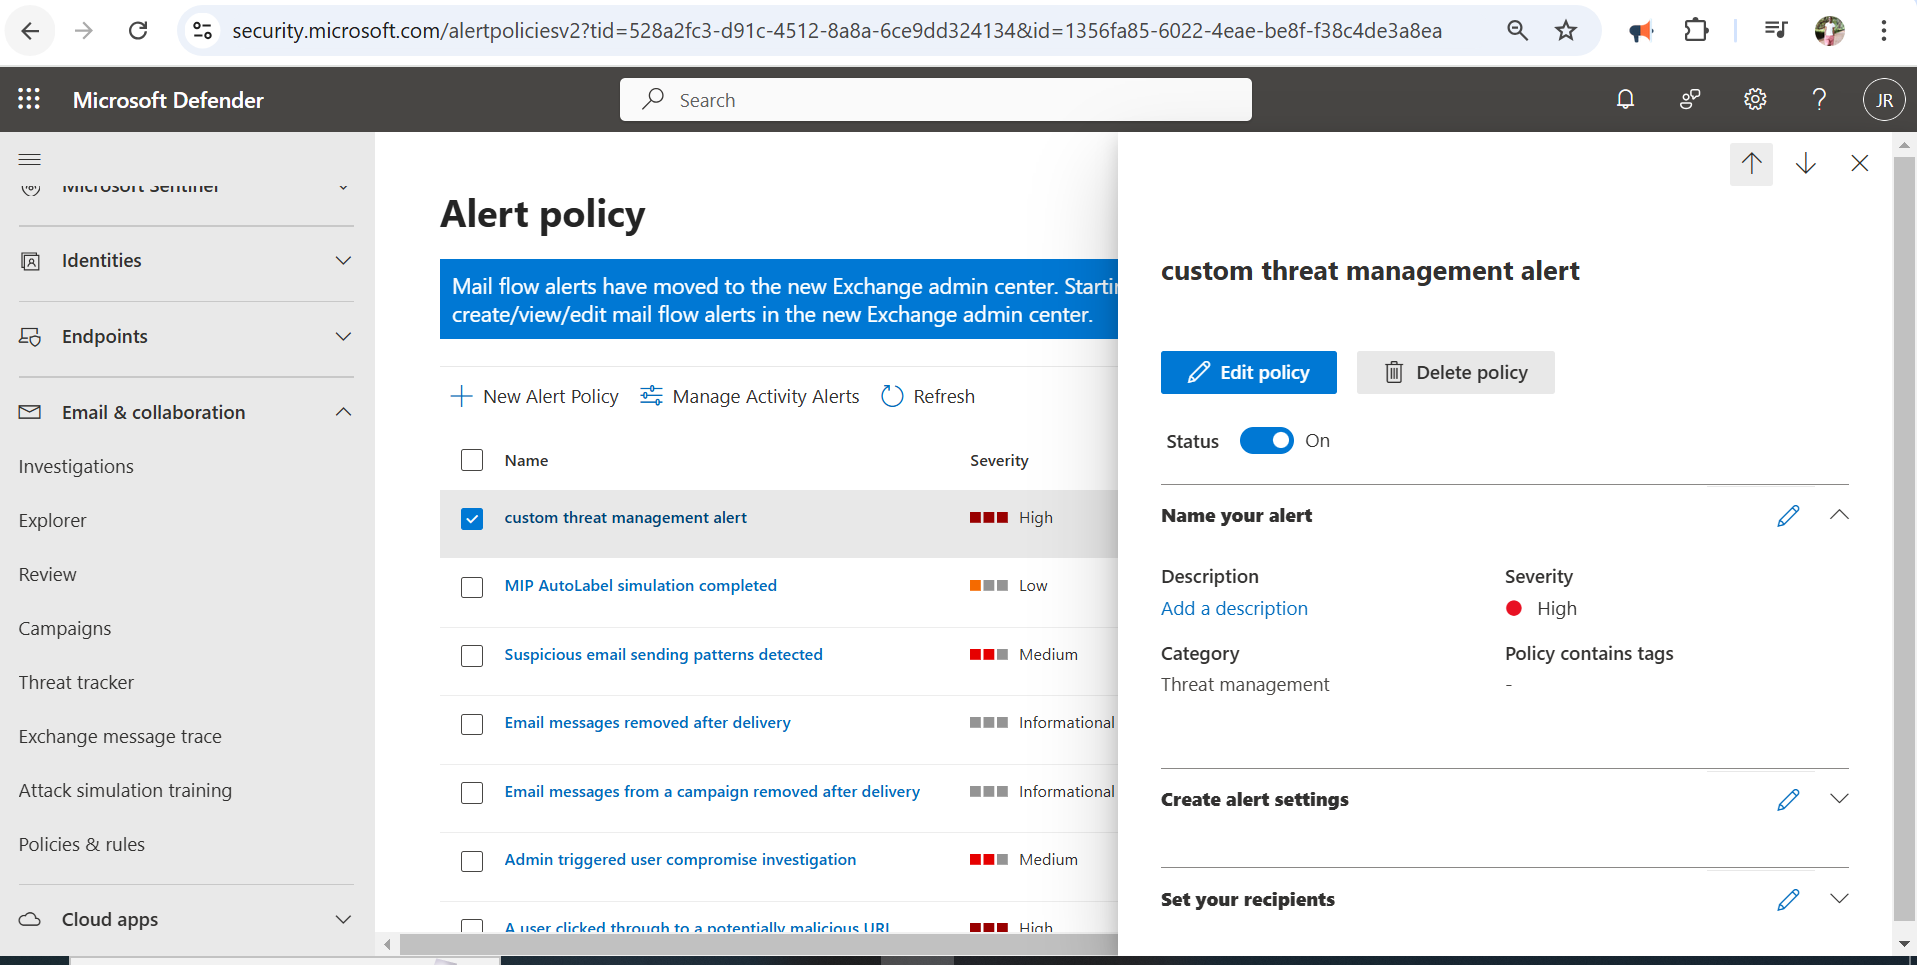 security.microsoft.com/alertpoliciesv2?tid=528a2fc3-d91c-4512-8a8a-6ce9dd324134&id=1356fa85-6022-4eae-be8f-f38c4de3a8ea
Microsoft Defender
Search
JR
Microsoft Sentinel
Identities
Endpoints
Email & collaboration
Investigations
Explorer
Review
Campaigns
Threat tracker
Exchange message trace
Attack simulation training
Policies & rules
Cloud apps
Alert policy
Mail flow alerts have moved to the new Exchange admin center.
create/view/edit mail flow alerts in the new Exchange admin center.
New Alert Policy Manage Activity Alerts Refresh
Name Severity
custom threat management alert High
MIP AutoLabel simulation completed Low
Suspicious email sending patterns detected Medium
Email messages removed after delivery Informational
Email messages from a campaign removed after delivery Informational
Admin triggered user compromise investigation Medium
A user clicked through to a potentially malicious URL High
custom threat management alert
Edit policy Delete policy
Status On
Name your alert
Description Severity
Add a description High
Category Policy contains tags
Threat management -
Create alert settings
Set your recipients